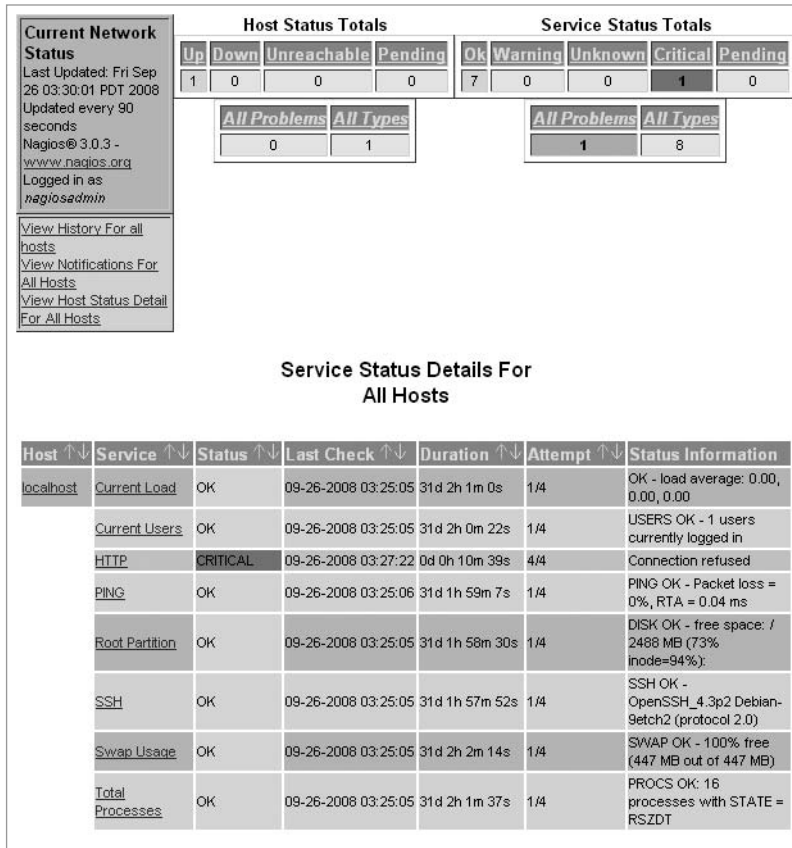 Current Network
Status
Last Updated: Fri Sep
26 03:30:01 PDT 2008
Updated every 90
seconds
Nagios® 3.0.3 -
www.nagios.org
Logged in as
nagiosadmin
View History For all
hosts
View Notifications For
All Hosts
View Host Status Detail
For All Hosts
Host Status Totals
Up Down Unreachable Pending
1 0 0 0
All Problems All Types
0 1
Service Status Totals
Ok Warning Unknown Critical Pending
7 0 0 1 0
All Problems All Types
1 8
Service Status Details For
All Hosts
Host ↑↓ Service ↑↓ Status ↑↓ Last Check ↑↓ Duration ↑↓ Attempt ↑↓ Status Information
localhost Current Load OK 09-26-2008 03:25:05 31d 2h 1m 0s 1/4 OK - load average: 0.00,
0.00, 0.00
Current Users OK 09-26-2008 03:25:05 31d 2h 0m 22s 1/4 USERS OK - 1 users
currently logged in
HTTP CRITICAL 09-26-2008 03:27:22 0d 0h 10m 39s 4/4 Connection refused
PING OK 09-26-2008 03:25:06 31d 1h 59m 7s 1/4 PING OK - Packet loss =
0%, RTA = 0.04 ms
Root Partition OK 09-26-2008 03:25:05 31d 1h 58m 30s 1/4 DISK OK - free space: /
2488 MB (73%
inode=94%):
SSH OK 09-26-2008 03:25:05 31d 1h 57m 52s 1/4 SSH OK -
OpenSSH_4.3p2 Debian-
9etch2 (protocol 2.0)
Swap Usage OK 09-26-2008 03:25:05 31d 2h 2m 14s 1/4 SWAP OK - 100% free
(447 MB out of 447 MB)
Total
Processes OK 09-26-2008 03:25:05 31d 2h 1m 37s 1/4 PROCS OK: 16
processes with STATE =
RSZDT